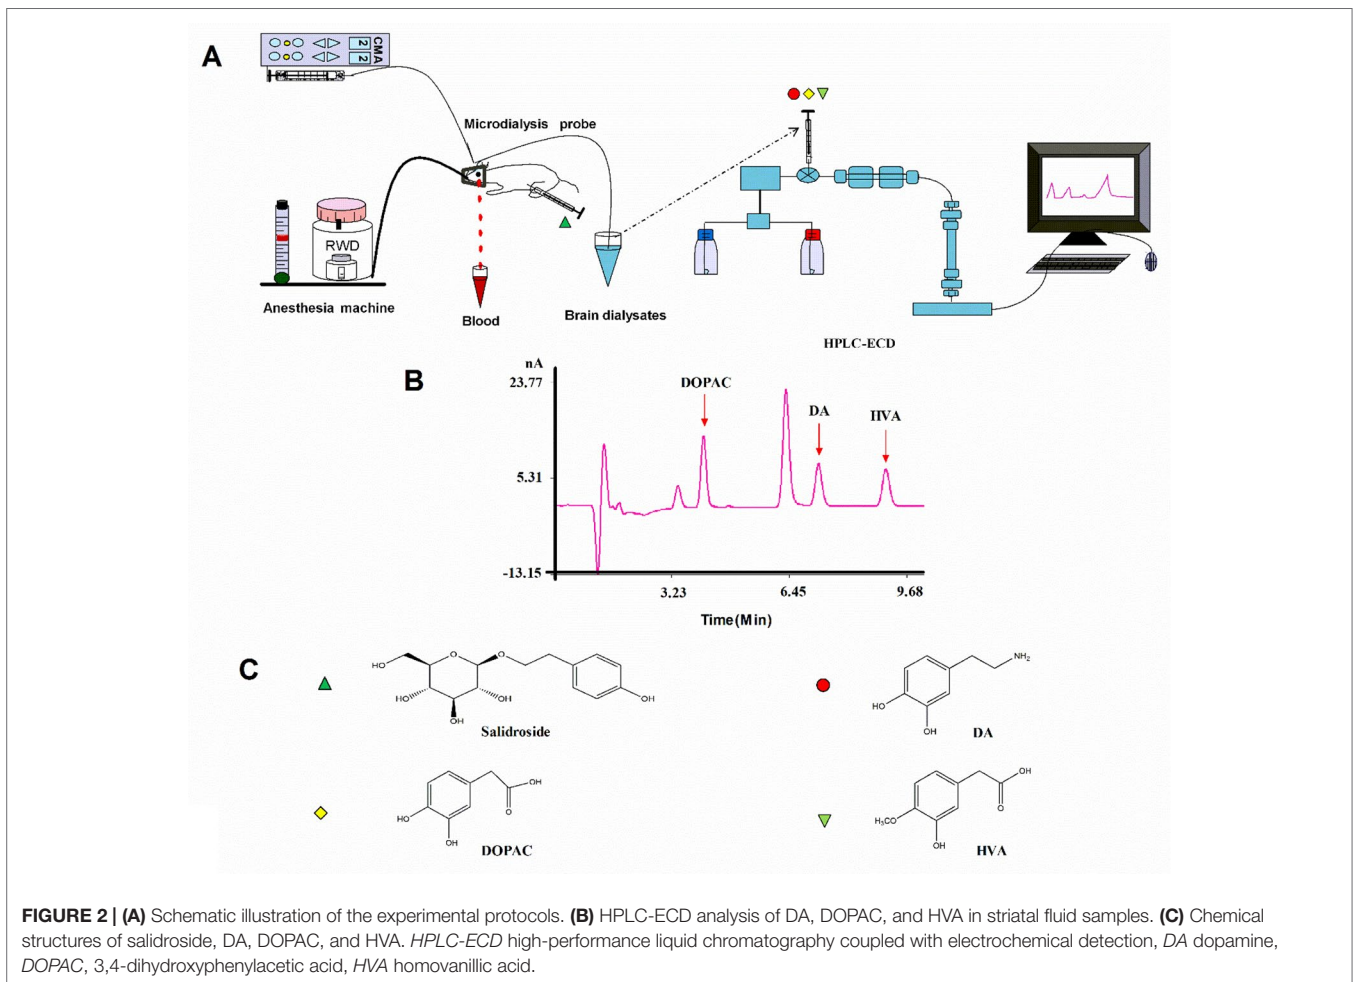 A
CMA
2
2
Microdialysis probe
RWD
Anesthesia machine
Blood
Brain dialysates
HPLC-ECD
B
nA
23.77
5.31
-13.15
DOPAC
DA
HVA
3.23
6.45
9.68
Time(Min)
C
HO
O
O
HO
OH
OH
OH
Salidroside
NH2
HO
OH
DA
OH
O
HO
OH
DOPAC
OH
O
H3CO
OH
HVA
FIGURE 2 | (A) Schematic illustration of the experimental protocols. (B) HPLC-ECD analysis of DA, DOPAC, and HVA in striatal fluid samples. (C) Chemical
structures of salidroside, DA, DOPAC, and HVA. HPLC-ECD high-performance liquid chromatography coupled with electrochemical detection, DA dopamine,
DOPAC, 3,4-dihydroxyphenylacetic acid, HVA homovanillic acid.